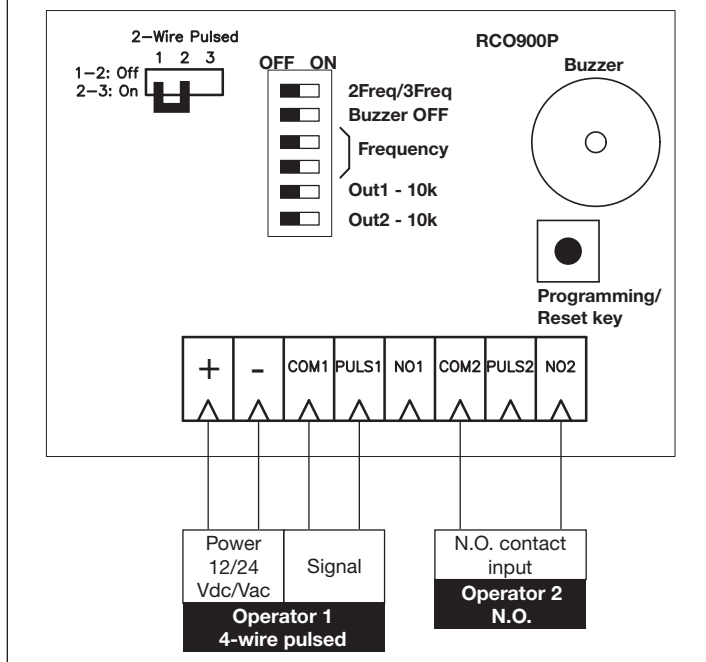 2-Wire Pulsed
1 2 3
1-2: Off
2-3: On
OFF ON
2Freq/3Freq
Buzzer OFF
Frequency
Out1 - 10k
Out2 - 10k
RCO900P
Buzzer
Programming/
Reset key
+ - COM1 PULS1 NO1 COM2 PULS2 NO2
Power
12/24
Vdc/Vac
Signal
Operator 1
4-wire pulsed
N.O. contact
input
Operator 2
N.O.